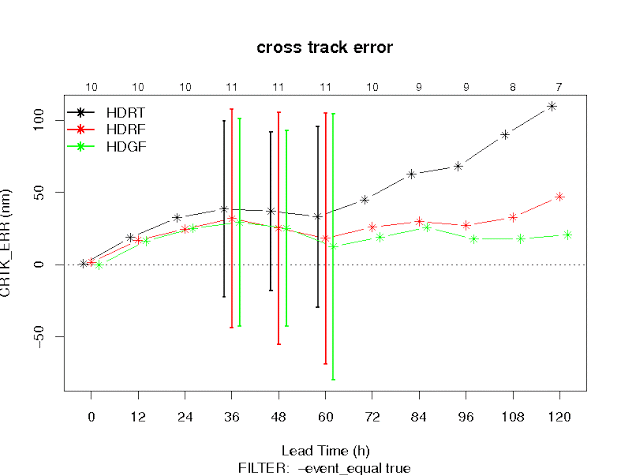 cross track error
10 10 10 11 11 11 10 9 9 8 7
HDRT
HDRF
HDGF
100
50
0
−50
CRTK_ERR (nm)
0 12 24 36 48 60 72 84 96 108 120
Lead Time (h)
FILTER: −event_equal true